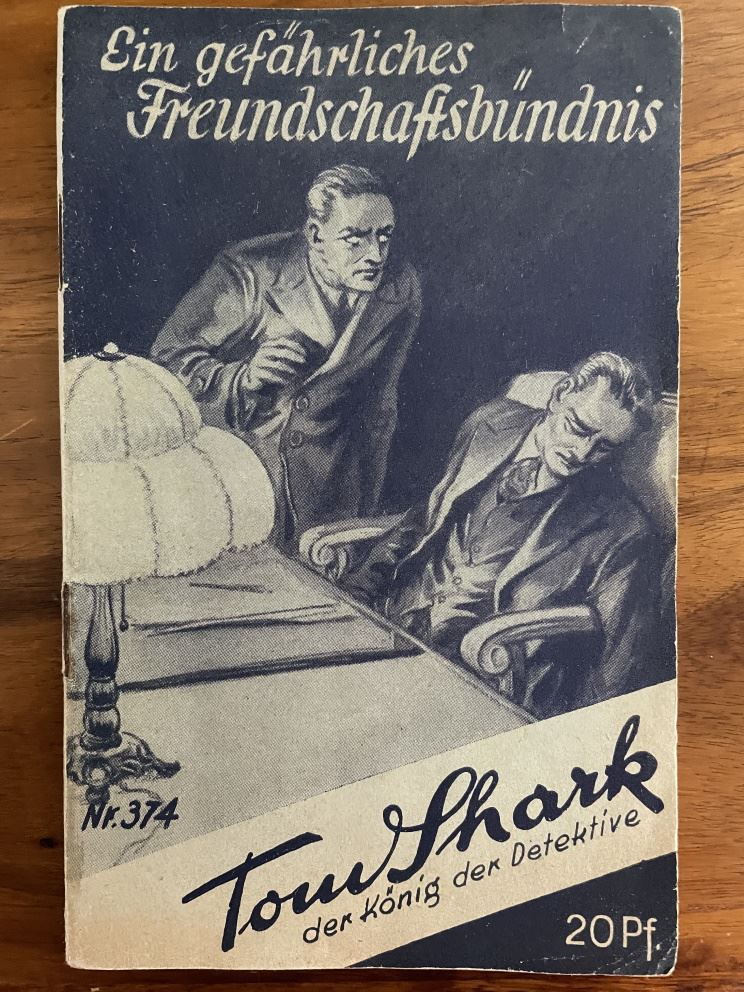 Ein gefährliches
Freundschaftsbündnis
Nr. 374
Tom Shark
der König der Detektive
20 Pf.